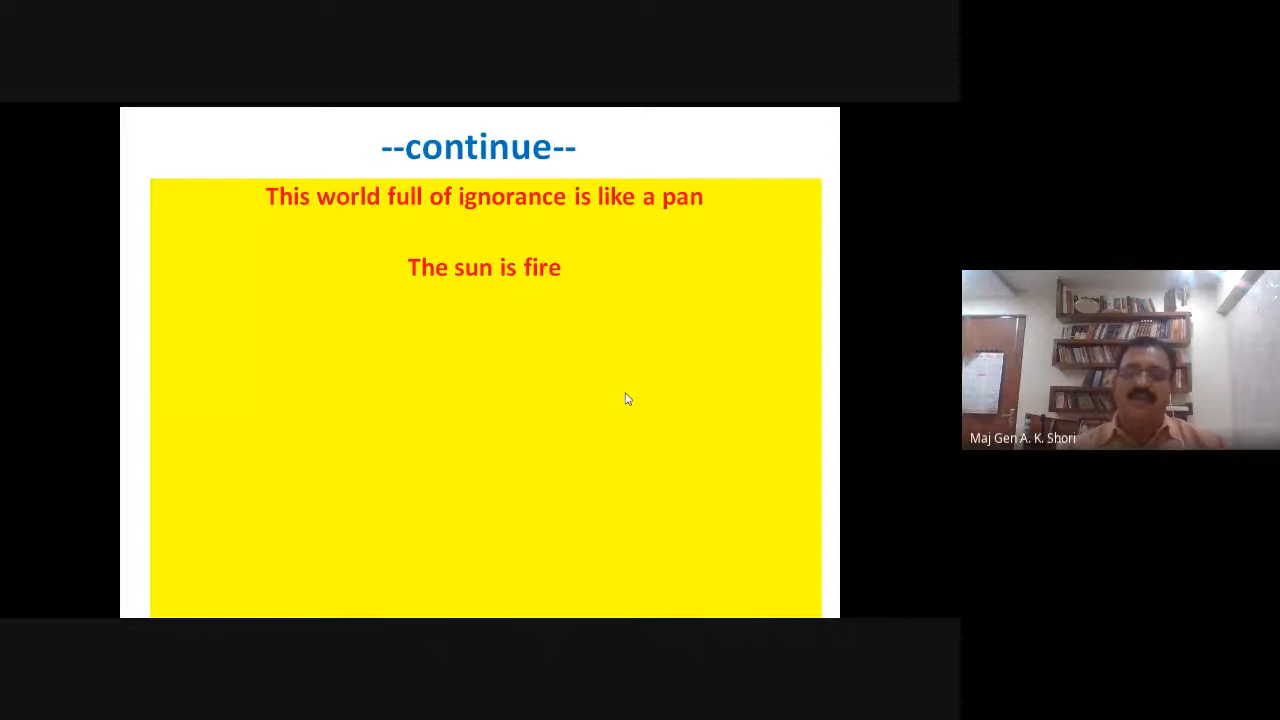 --continue--
This world full of ignorance is like a pan
The sun is fire
Maj Gen A. K. Shori